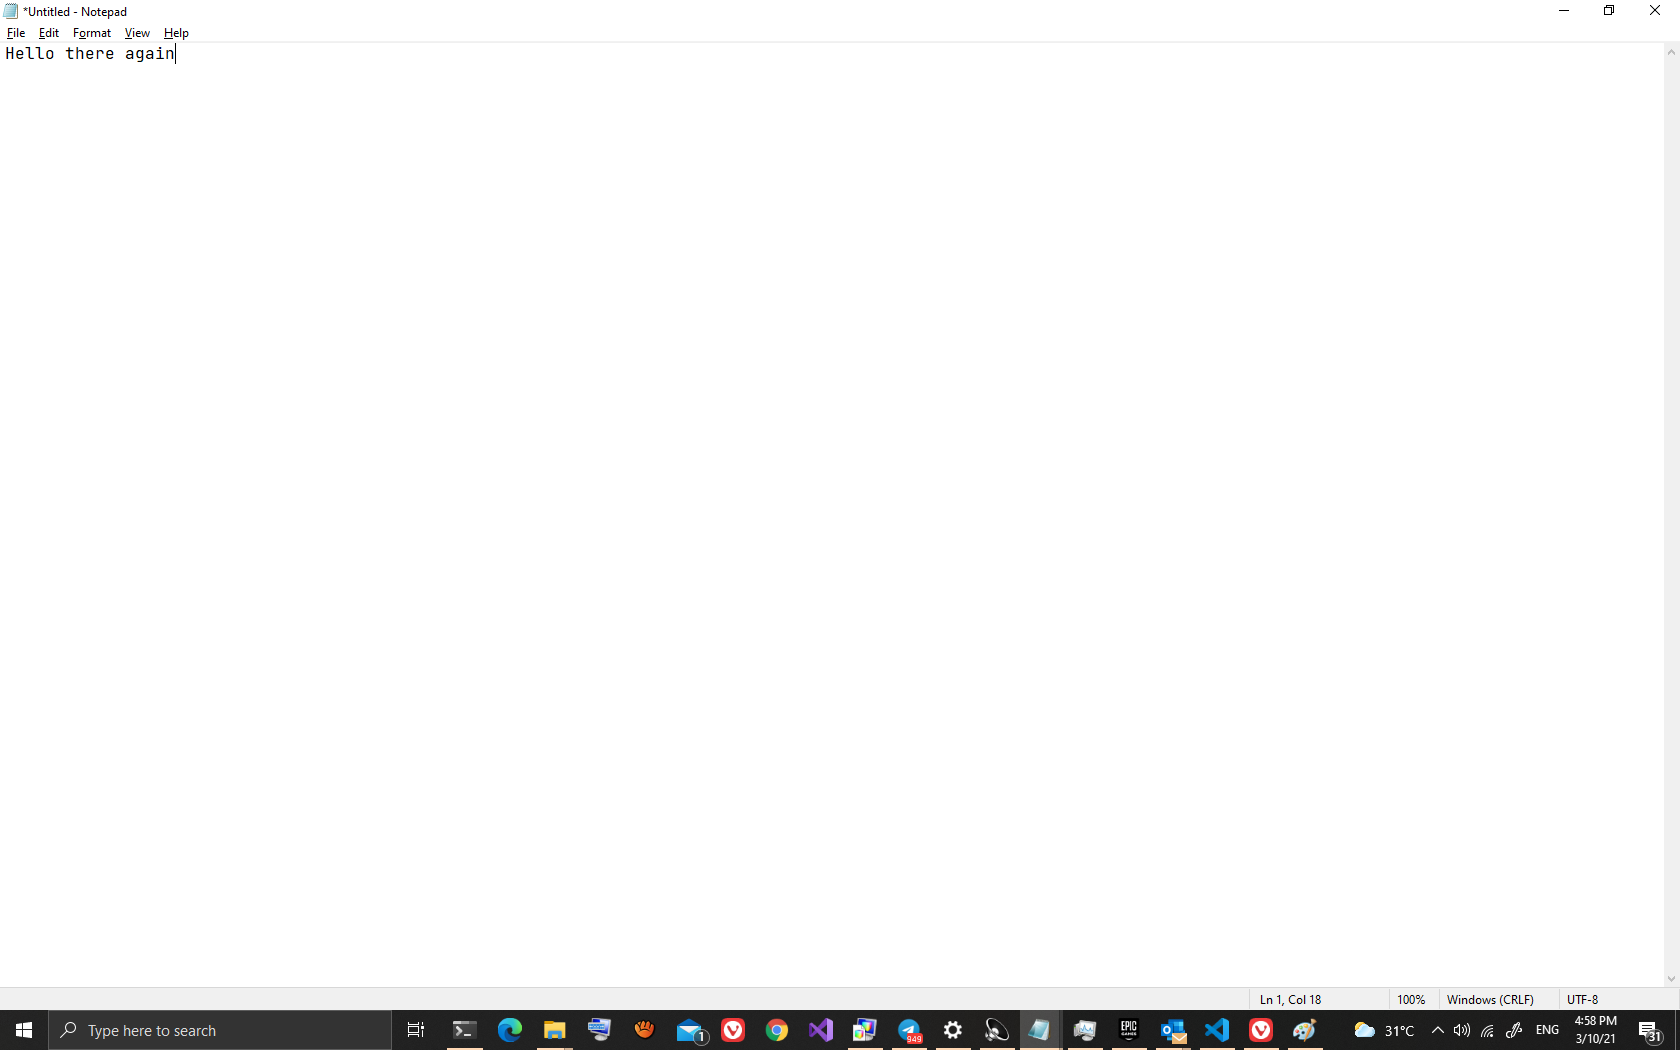 *Untitled - Notepad
File Edit Format View Help
Hello there again
Ln 1, Col 18 100% Windows (CRLF) UTF-8
Type here to search
1
949
EPIC
GAMES
31°C
ENG
4:58 PM
3/10/21
31